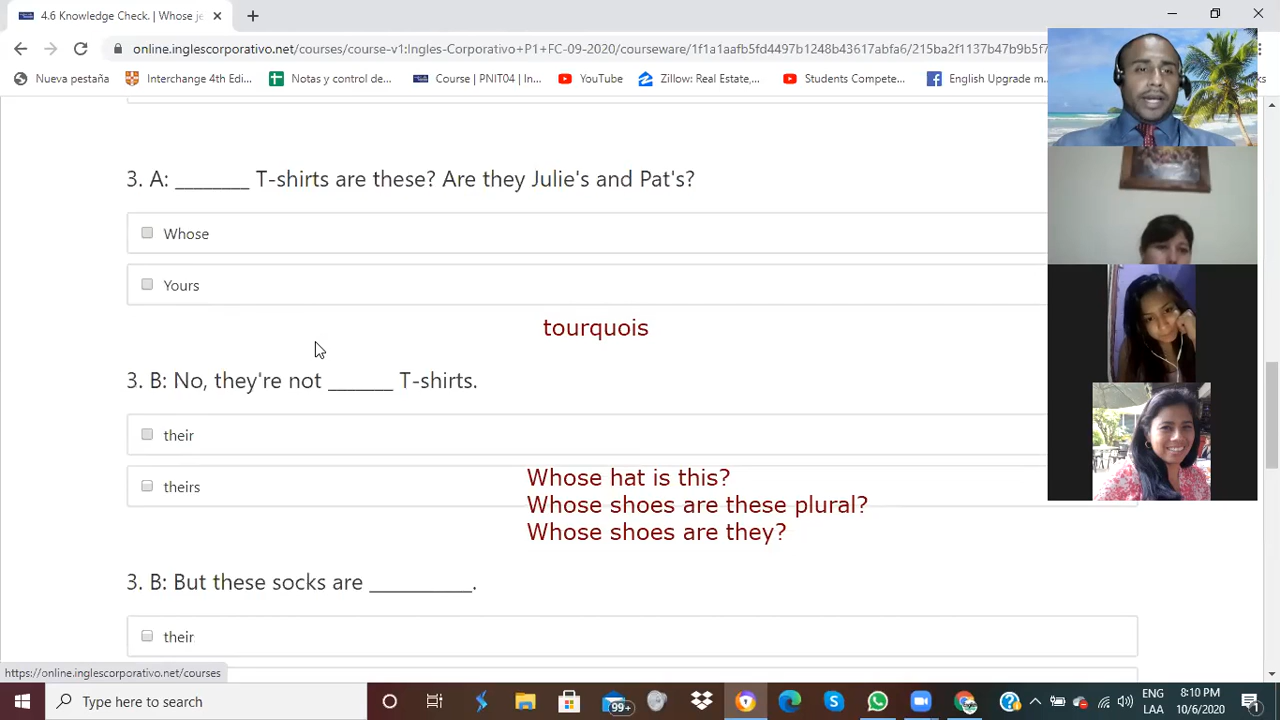 4.6 Knowledge Check. | Whose je
online.inglescorporativo.net/courses/course-v1:Ingles-Corporativo+P1+FC-09-2020/courseware/1f1a1aafb5fd4497b1248b43617abfa6/215ba2f1137b47b9b5f7
Nueva pestaña
Interchange 4th Edi...
Notas y control de...
Course | PNIT04 | In...
YouTube
Zillow: Real Estate,...
Students Compete...
English Upgrade m...
3. A: _______ T-shirts are these? Are they Julie's and Pat's?
Whose
Yours
tourquois
3. B: No, they're not ______ T-shirts.
their
theirs
Whose hat is this?
Whose shoes are these plural?
Whose shoes are they?
3. B: But these socks are __________.
their
https://online.inglescorporativo.net/courses
Type here to search
99+
ENG
LAA
8:10 PM
10/6/2020
1